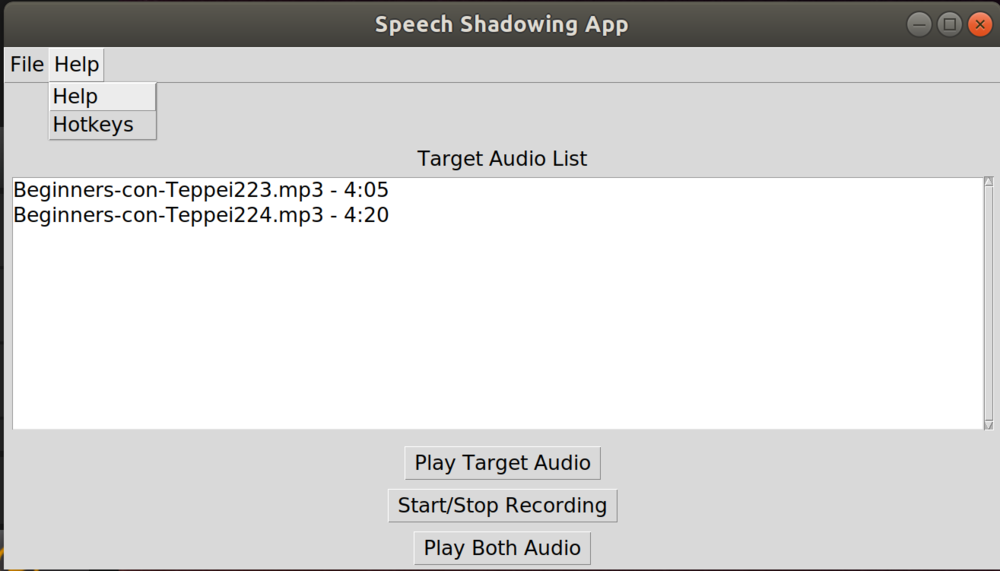 Speech Shadowing App
File Help
Help
Hotkeys
Target Audio List
Beginners-con-Teppei223.mp3 - 4:05
Beginners-con-Teppei224.mp3 - 4:20
Play Target Audio
Start/Stop Recording
Play Both Audio